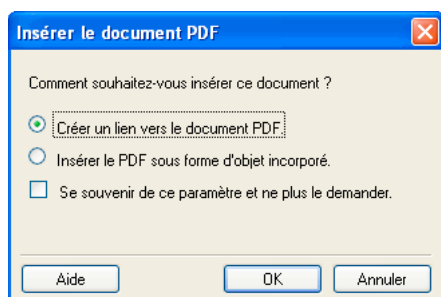 Insérer le document PDF
Comment souhaitez-vous insérer ce document ?
Créer un lien vers le document PDF.
Insérer le PDF sous forme d'objet incorporé.
Se souvenir de ce paramètre et ne plus le demander.
Aide OK Annuler